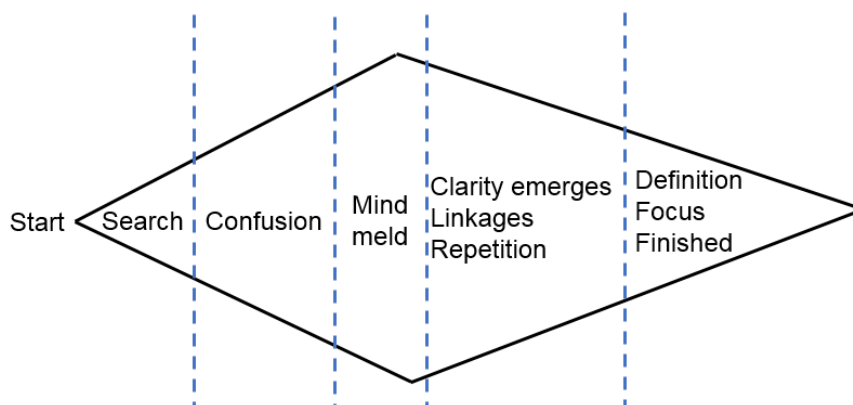 Start
Search
Confusion
Mind
meld
Clarity emerges
Linkages
Repetition
Definition
Focus
Finished